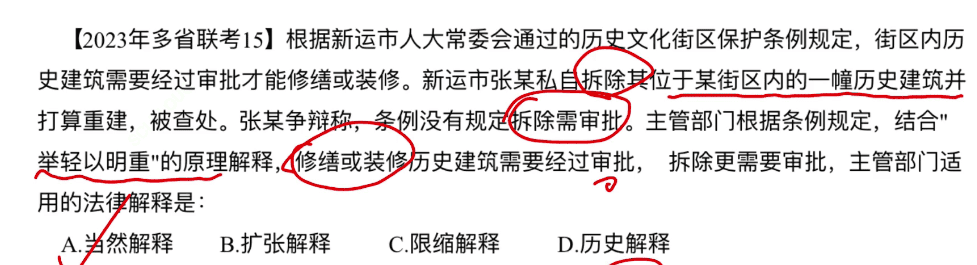 【2023年多省联考15】根据新运市人大常委会通过的历史文化街区保护条例规定，街区内历
史建筑需要经过审批才能修缮或装修。新运市张某私自拆除其位于某街区内的一幢历史建筑并
打算重建，被查处。张某争辩称，条例没有规定拆除需审批。主管部门根据条例规定，结合"
举轻以明重"的原理解释，修缮或装修历史建筑需要经过审批， 拆除更需要审批，主管部门适
用的法律解释是：
A.当然解释 B.扩张解释 C.限缩解释 D.历史解释